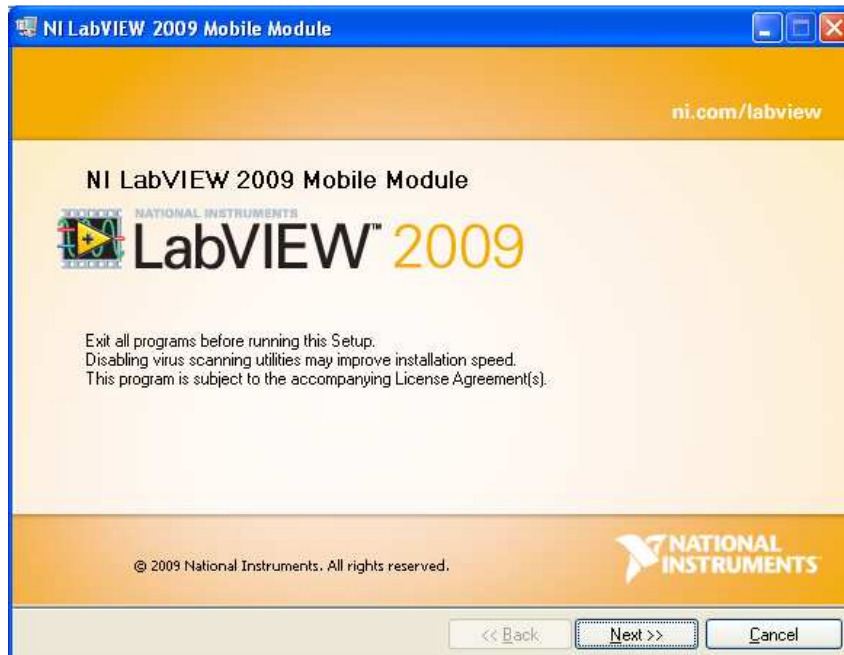 NI LabVIEW 2009 Mobile Module
ni.com/labview
NI LabVIEW 2009 Mobile Module
NATIONAL INSTRUMENTS
LabVIEW™ 2009
Exit all programs before running this Setup.
Disabling virus scanning utilities may improve installation speed.
This program is subject to the accompanying License Agreement(s).
© 2009 National Instruments. All rights reserved.
NATIONAL
INSTRUMENTS
<< Back Next >> Cancel